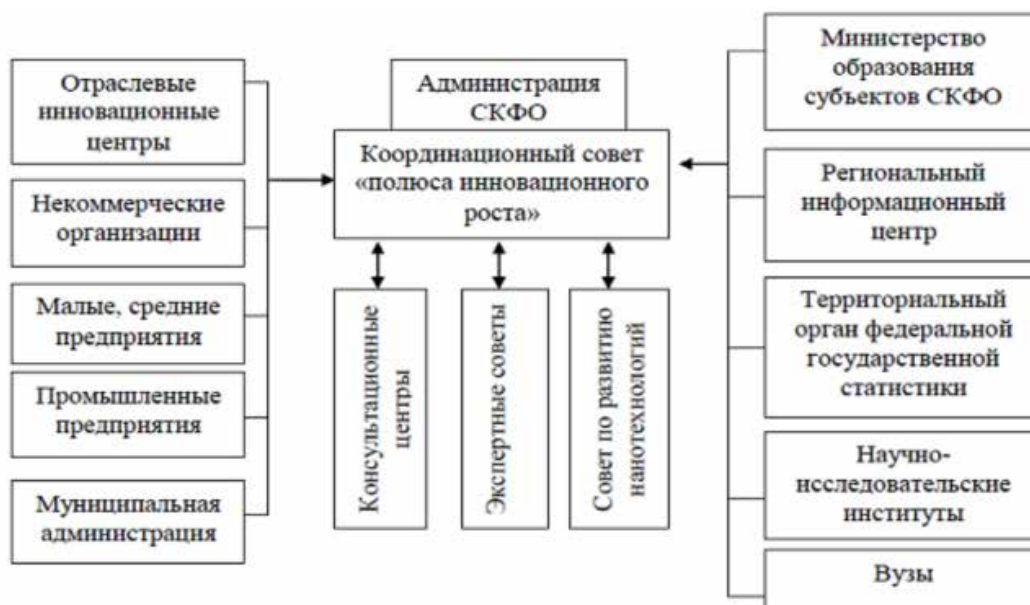 Отраслевые
инновационные
центры
Некоммерческие
организации
Малые, средние
предприятия
Промышленные
предприятия
Муниципальная
администрация
Администрация
СКФО
Координационный совет
«полюса инновационного
роста»
Консультационные
центры
Экспертные советы
Совет по развитию
нанотехнологий
Министерство
образования
субъектов СКФО
Региональный
информационный
центр
Территориальный
орган федеральной
государственной
статистики
Научно-
исследовательские
институты
Вузы